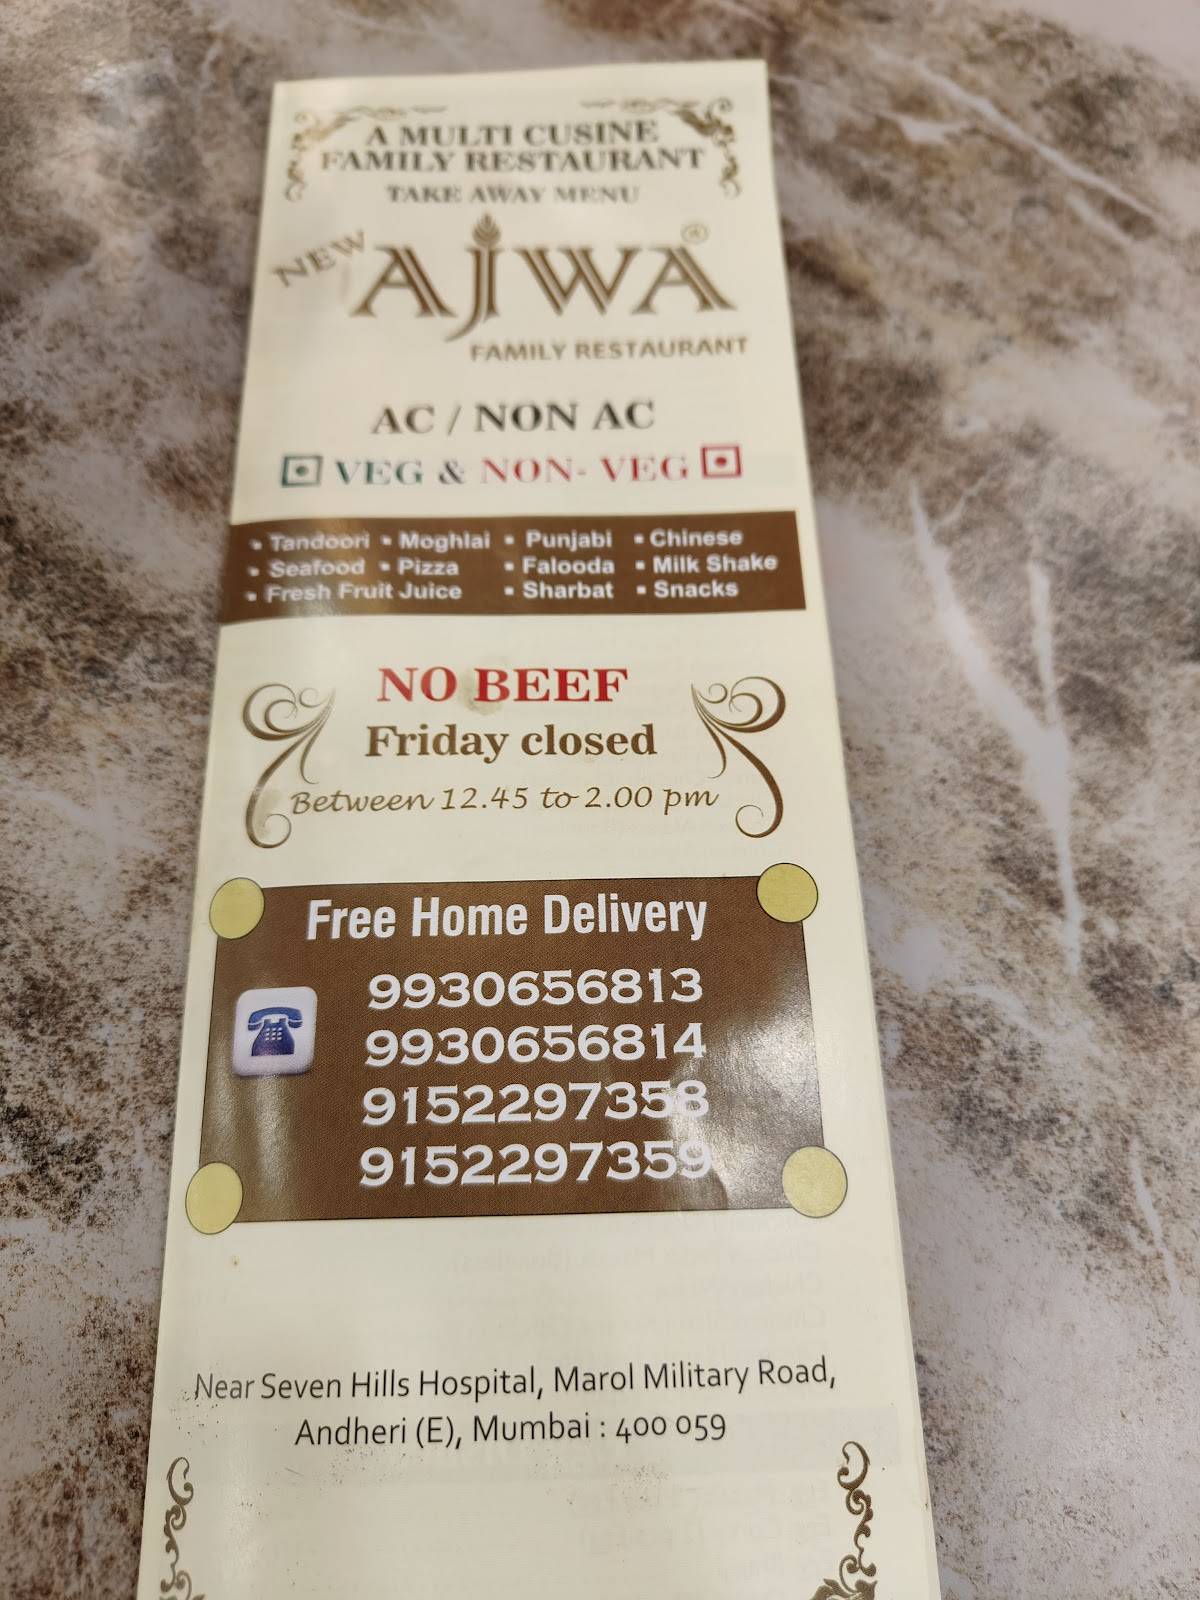 A MULTI CUSINE
FAMILY RESTAURANT
TAKE AWAY MENU
NEW AJWA ®
FAMILY RESTAURANT
AC / NON AC
VEG & NON- VEG
▪ Tandoori ▪ Moghlai ▪ Punjabi ▪ Chinese
▪ Seafood ▪ Pizza ▪ Falooda ▪ Milk Shake
▪ Fresh Fruit Juice ▪ Sharbat ▪ Snacks
NO BEEF
Friday closed
Between 12.45 to 2.00 pm
Free Home Delivery
9930656813
9930656814
9152297358
9152297359
Near Seven Hills Hospital, Marol Military Road,
Andheri (E), Mumbai : 400 059